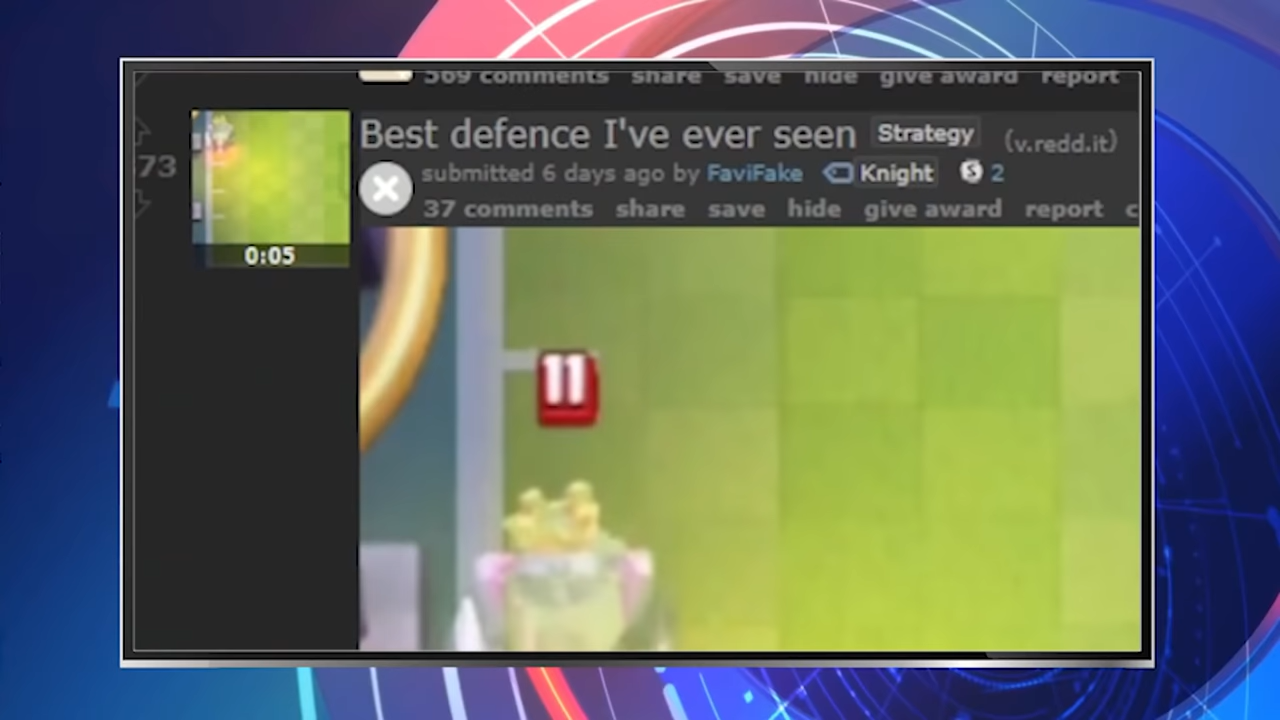 569 comments share save hide give award report
Best defence I've ever seen Strategy (v.redd.it)
73
submitted 6 days ago by FaviFake Knight S 2
37 comments share save hide give award report c
0:05
11